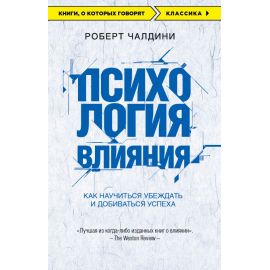 КНИГИ, О КОТОРЫХ ГОВОРЯТ КЛАССИКА
РОБЕРТ ЧАЛДИНИ
ПСИХО
ЛОГИЯ
ВЛИЯНИЯ
КАК НАУЧИТЬСЯ УБЕЖДАТЬ
И ДОБИВАТЬСЯ УСПЕХА
«Лучшая из когда-либо изданных книг о влиянии».
– The Westton Review –